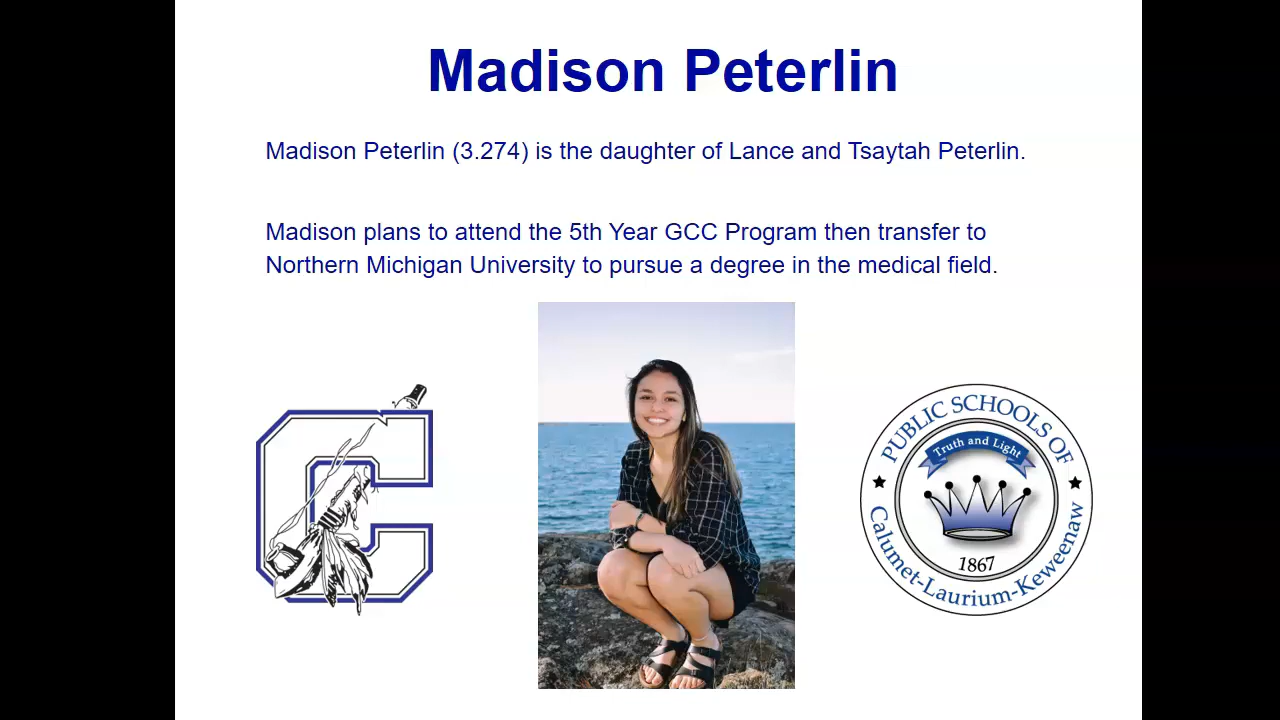 Madison Peterlin
Madison Peterlin (3.274) is the daughter of Lance and Tsaytah Peterlin.
Madison plans to attend the 5th Year GCC Program then transfer to
Northern Michigan University to pursue a degree in the medical field.
C
PUBLIC SCHOOLS OF
Truth and Light
1867
Calumet-Laurium-Keweenaw